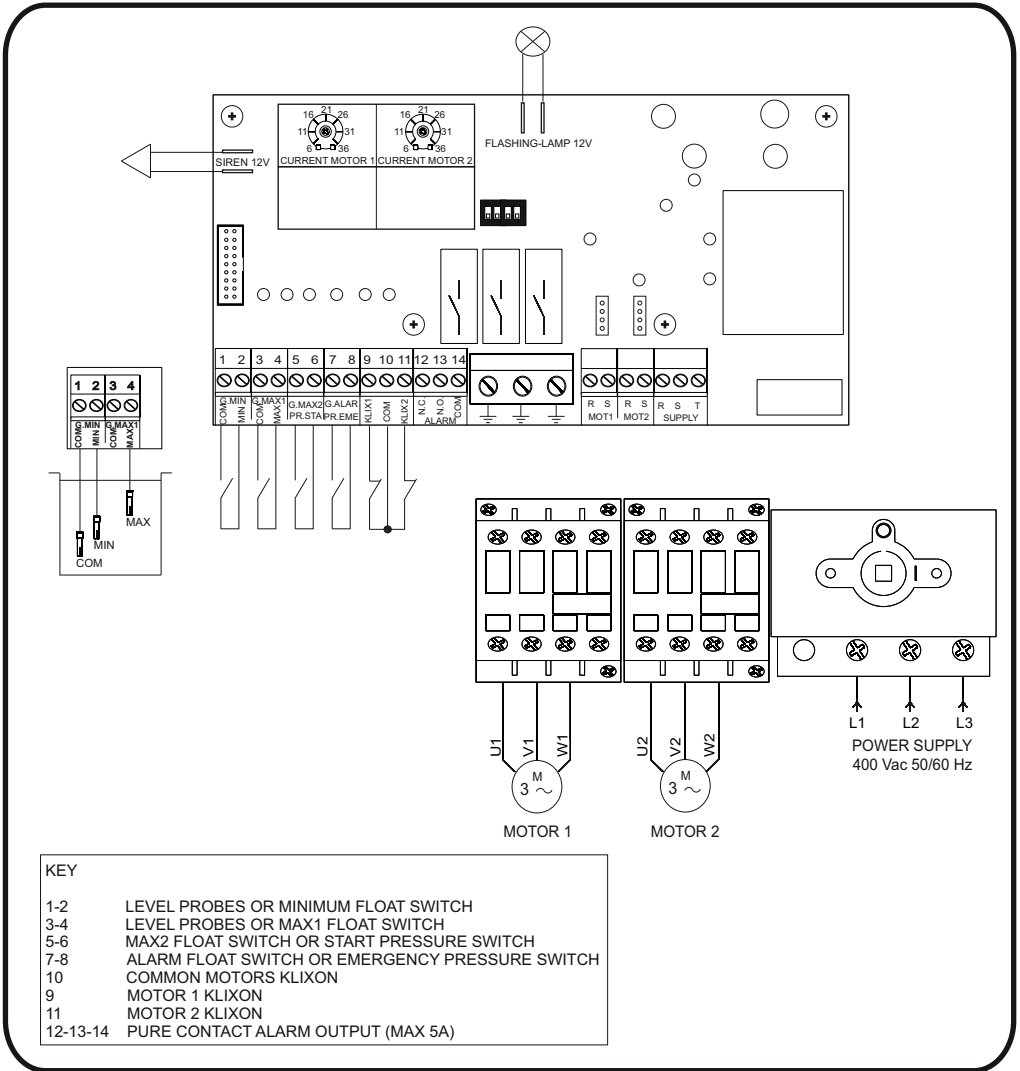 16 21 26
11 31
6 36
CURRENT MOTOR 1
16 21 26
11 31
6 36
CURRENT MOTOR 2
SIREN 12V
FLASHING-LAMP 12V
1 2 3 4 5 6 7 8 9 10 11 12 13 14
COM
G.MIN
MIN
COM
G.MAX1
MAX1
G.MAX2
PR.STA
G.ALAR
PR.EME
KLIX1
COM
KLIX2
N.C.
N.O.
COM
ALARM
R S
MOT1
R S
MOT2
R S T
SUPPLY
1 2 3 4
COM
G.MIN
MIN
COM
G.MAX1
MAX1
MAX
MIN
COM
U1
V1
W1
M
3
MOTOR 1
U2
V2
W2
M
3
MOTOR 2
L1 L2 L3
POWER SUPPLY
400 Vac 50/60 Hz
KEY
1-2 LEVEL PROBES OR MINIMUM FLOAT SWITCH
3-4 LEVEL PROBES OR MAX1 FLOAT SWITCH
5-6 MAX2 FLOAT SWITCH OR START PRESSURE SWITCH
7-8 ALARM FLOAT SWITCH OR EMERGENCY PRESSURE SWITCH
10 COMMON MOTORS KLIXON
9 MOTOR 1 KLIXON
11 MOTOR 2 KLIXON
12-13-14 PURE CONTACT ALARM OUTPUT (MAX 5A)